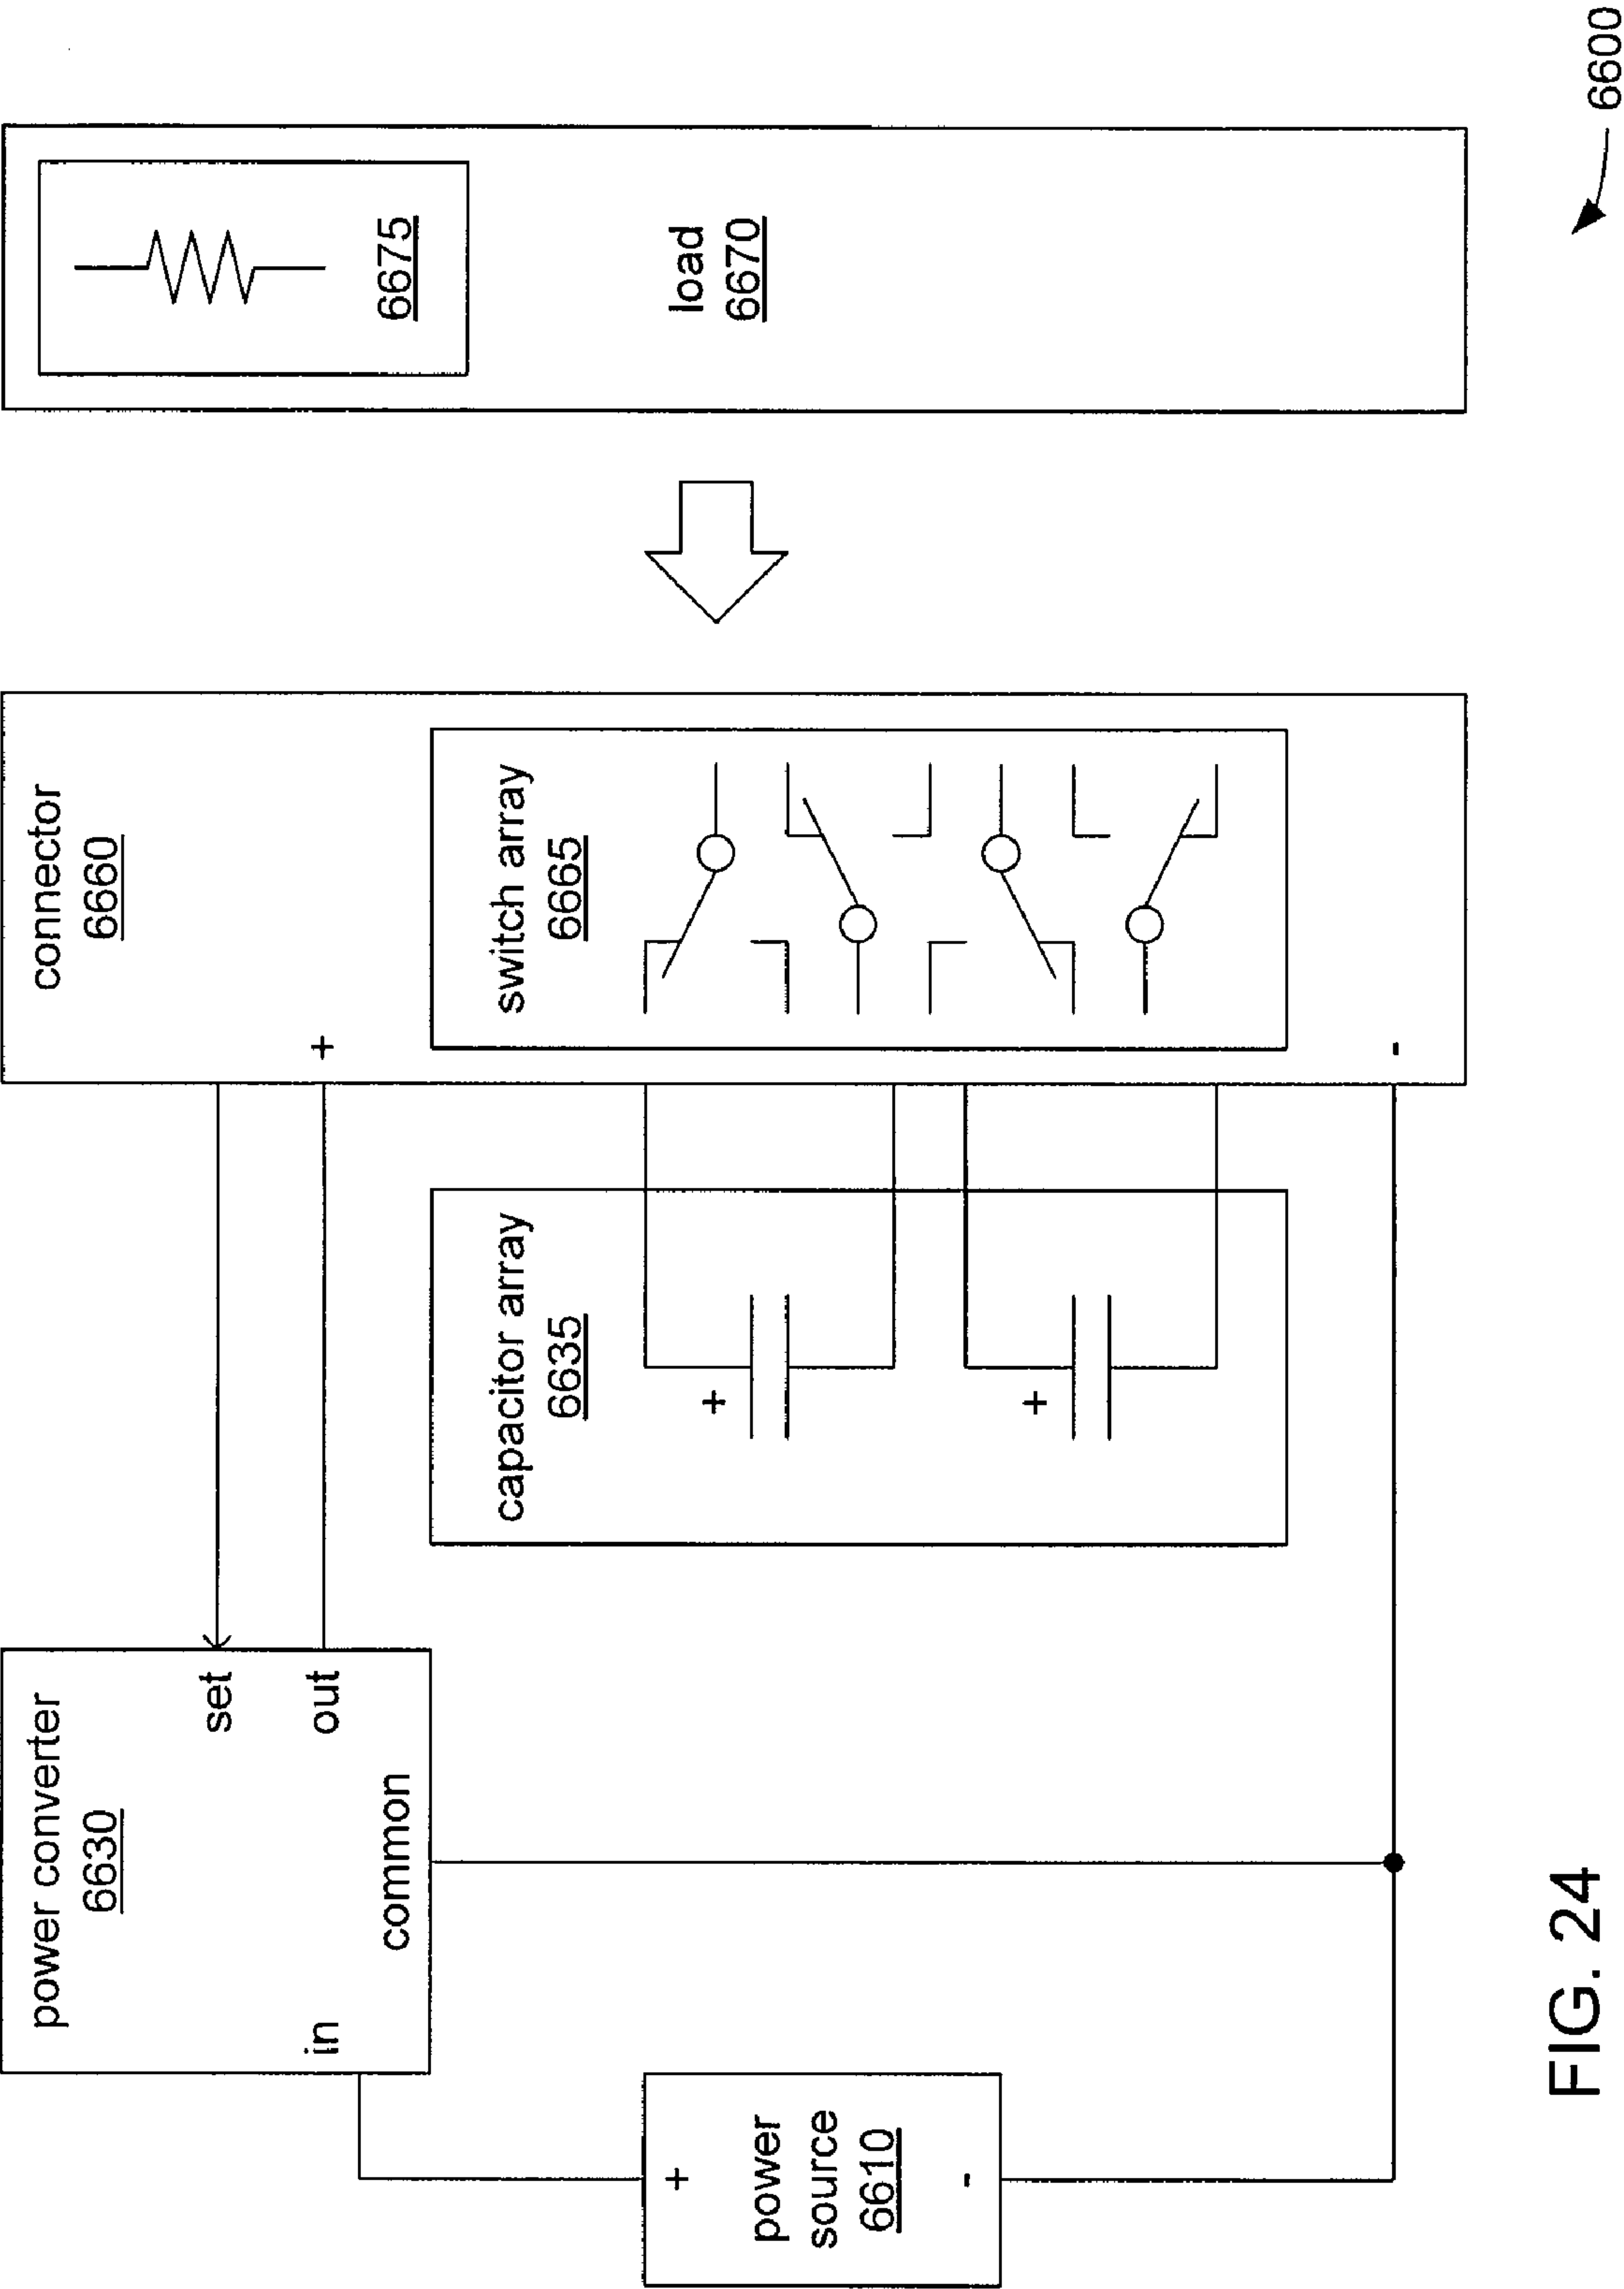 power converter
6630
set
out
in
common
power
source
6610
+
-
capacitor array
6635
+
+
connector
6660
+
-
switch array
6665
load
6670
6675
6600
FIG. 24